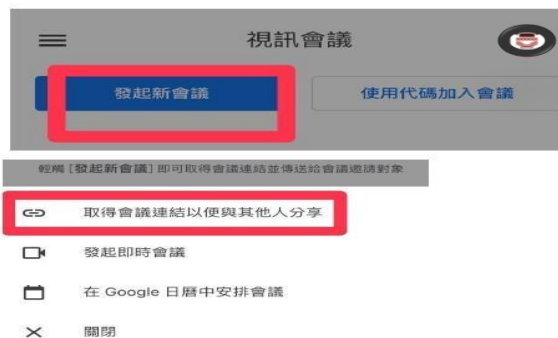 視訊會議
發起新會議
使用代碼加入會議
輕觸 [發起新會議] 即可取得會議連結並傳送給會議邀請對象
取得會議連結以便與其他人分享
發起即時會議
在 Google 日曆中安排會議
關閉